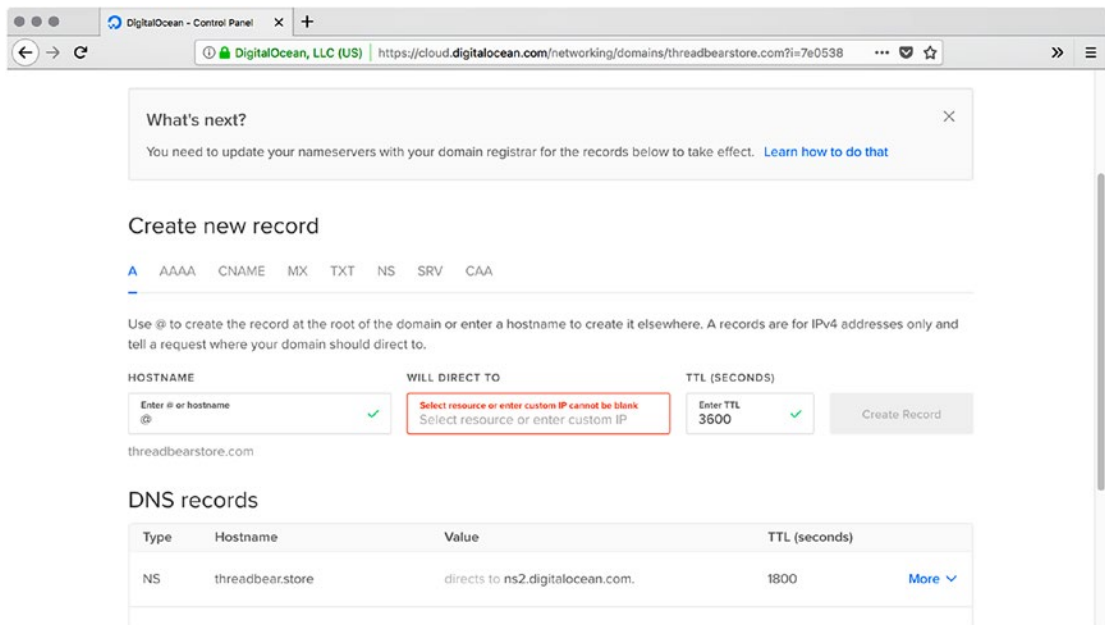 DigitalOcean - Control Panel
DigitalOcean, LLC (US) https://cloud.digitalocean.com/networking/domains/threadbearstore.com?i=7e0538
What's next?
You need to update your nameservers with your domain registrar for the records below to take effect. Learn how to do that
Create new record
A AAAA CNAME MX TXT NS SRV CAA
Use @ to create the record at the root of the domain or enter a hostname to create it elsewhere. A records are for IPv4 addresses only and
tell a request where your domain should direct to.
HOSTNAME WILL DIRECT TO TTL (SECONDS)
Enter @ or hostname Select resource or enter custom IP cannot be blank Enter TTL
@ Select resource or enter custom IP 3600 Create Record
threadbearstore.com
DNS records
Type Hostname Value TTL (seconds)
NS threadbear.store directs to ns2.digitalocean.com. 1800 More